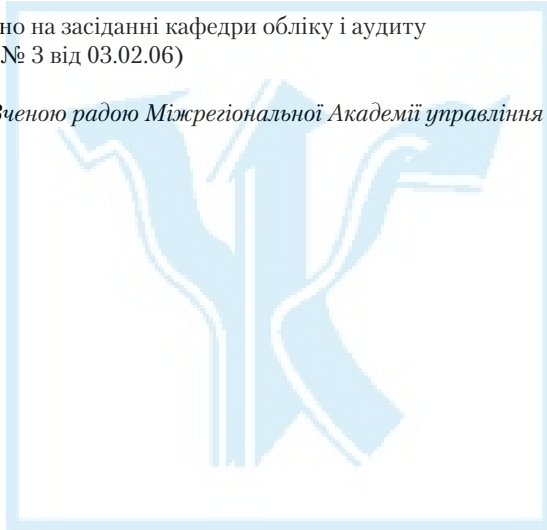 но на засіданні кафедри обліку і аудиту
№ 3 від 03.02.06)
Вченою радою Міжрегіональної Академії управління